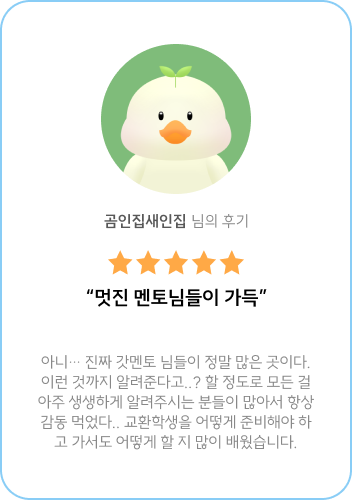 곰인집새인집 님의 후기
“멋진 멘토님들이 가득”
아니… 진짜 갓멘토 님들이 정말 많은 곳이다.
이런 것까지 알려준다고..? 할 정도로 모든 걸
아주 생생하게 알려주시는 분들이 많아서 항상
감동 먹었다.. 교환학생을 어떻게 준비해야 하
고 가서도 어떻게 할 지 많이 배웠습니다.